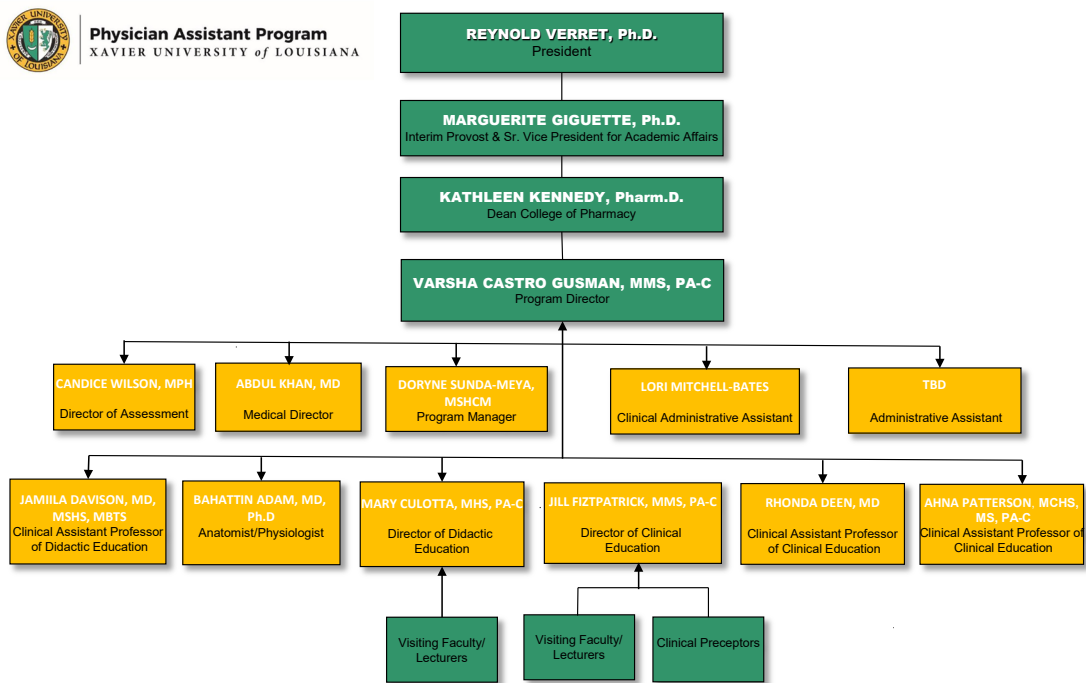 XAVIER UNIVERSITY
OF LOUISIANA
Physician Assistant Program
XAVIER UNIVERSITY of LOUISIANA
REYNOLD VERRET, Ph.D.
President
MARGUERITE GIGUETTE, Ph.D.
Interim Provost & Sr. Vice President for Academic Affairs
KATHLEEN KENNEDY, Pharm.D.
Dean College of Pharmacy
VARSHA CASTRO GUSMAN, MMS, PA-C
Program Director
CANDICE WILSON, MPH
Director of Assessment
ABDUL KHAN, MD
Medical Director
DORYNE SUNDA-MEYA,
MSHCM
Program Manager
LORI MITCHELL-BATES
Clinical Administrative Assistant
TBD
Administrative Assistant
JAMIILA DAVISON, MD,
MSHS, MBTS
Clinical Assistant Professor
of Didactic Education
BAHATTIN ADAM, MD,
Ph.D
Anatomist/Physiologist
MARY CULOTTA, MHS, PA-C
Director of Didactic
Education
JILL FIZTPATRICK, MMS, PA-C
Director of Clinical
Education
RHONDA DEEN, MD
Clinical Assistant Professor
of Clinical Education
AHNA PATTERSON, MCHS,
MS, PA-C
Clinical Assistant Professor of
Clinical Education
Visiting Faculty/
Lecturers
Visiting Faculty/
Lecturers
Clinical Preceptors